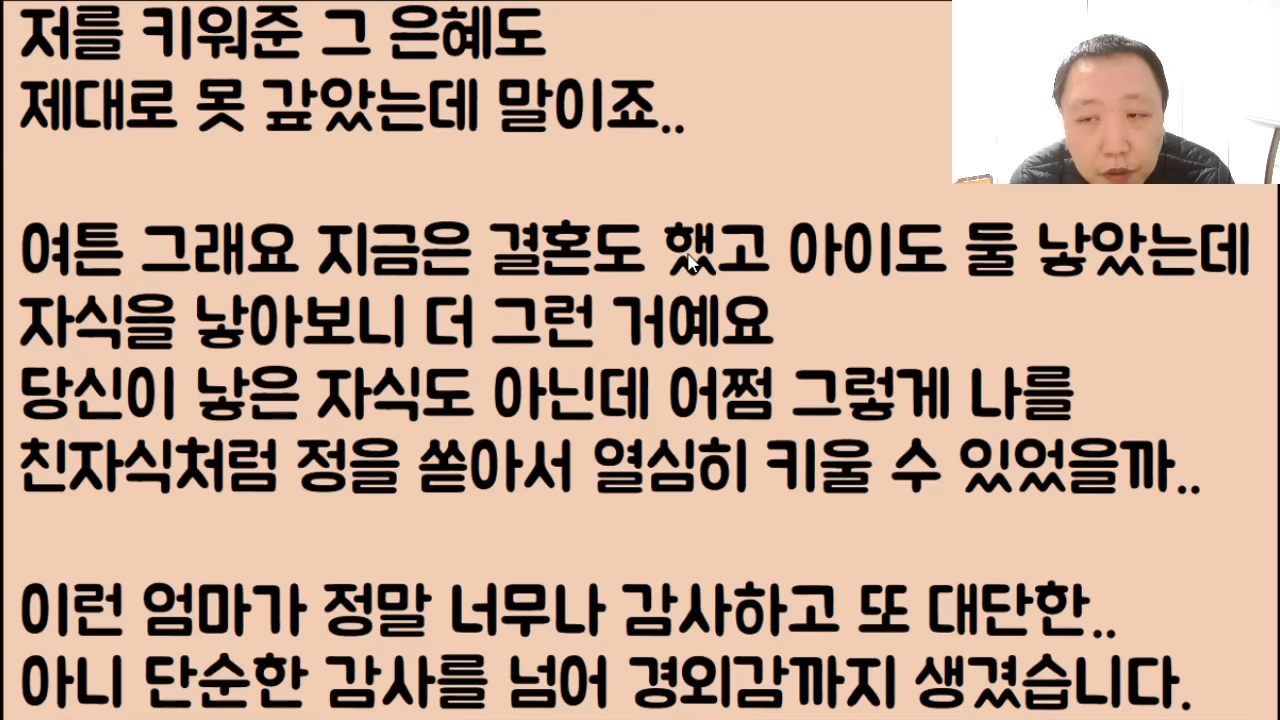 저를 키워준 그 은혜도
제대로 못 갚았는데 말이죠..
여튼 그래요 지금은 결혼도 했고 아이도 둘 낳았는데
자식을 낳아보니 더 그런 거예요
당신이 낳은 자식도 아닌데 어쩜 그렇게 나를
친자식처럼 정을 쏟아서 열심히 키울 수 있었을까..
이런 엄마가 정말 너무나 감사하고 또 대단한..
아니 단순한 감사를 넘어 경외감까지 생겼습니다.